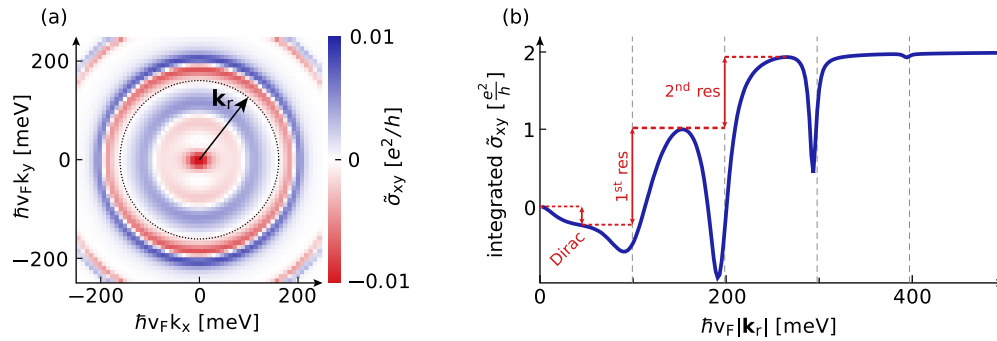 (a)
200
0
−200
ħv_F k_y [meV]
−200
0
200
ħv_F k_x [meV]
k_r
0.01
0
−0.01
σ̃_xy [e²/h]
(b)
2
0
integrated σ̃_xy [e²/h]
0
200
400
ħv_F|k_r| [meV]
Dirac
1st res
2nd res